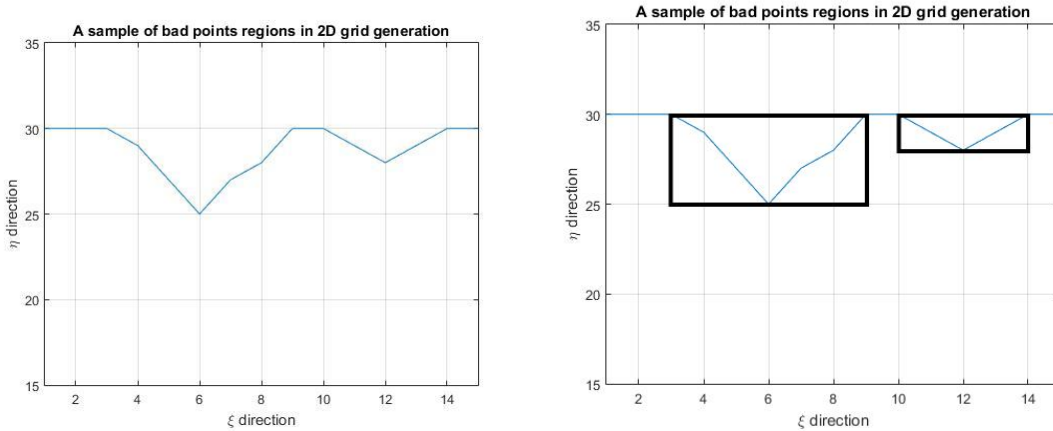 A sample of bad points regions in 2D grid generation
35
30
25
20
15
η direction
2 4 6 8 10 12 14
ξ direction
A sample of bad points regions in 2D grid generation
35
30
25
20
15
η direction
2 4 6 8 10 12 14
ξ direction